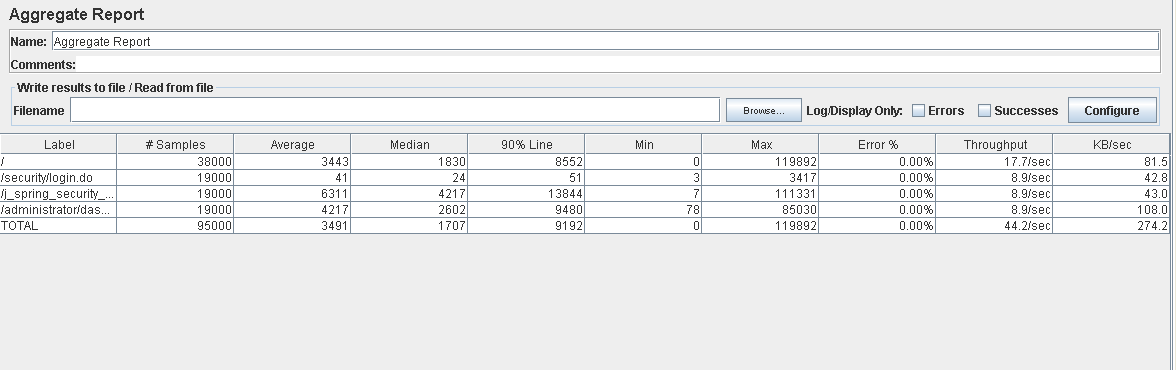 Aggregate Report
Name: Aggregate Report
Comments:
Write results to file / Read from file
Filename Browse... Log/Display Only: Errors Successes Configure
Label # Samples Average Median 90% Line Min Max Error % Throughput KB/sec
/ 38000 3443 1830 8552 0 119892 0.00% 17.7/sec 81.5
/security/login.do 19000 41 24 51 3 3417 0.00% 8.9/sec 42.8
/j_spring_security_... 19000 6311 4217 13844 7 111331 0.00% 8.9/sec 43.0
/administrator/das... 19000 4217 2602 9480 78 85030 0.00% 8.9/sec 108.0
TOTAL 95000 3491 1707 9192 0 119892 0.00% 44.2/sec 274.2